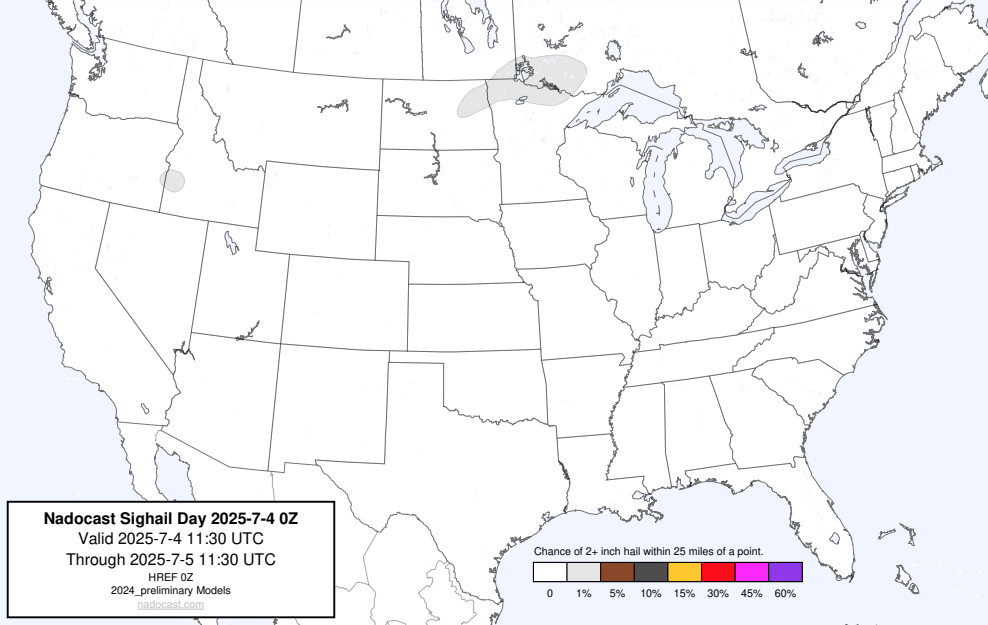 Nadocast Sighail Day 2025-7-4 0Z
Valid 2025-7-4 11:30 UTC
Through 2025-7-5 11:30 UTC
HREF 0Z
2024_preliminary Models
nadocast.com
Chance of 2+ inch hail within 25 miles of a point.
0 1% 5% 10% 15% 30% 45% 60%